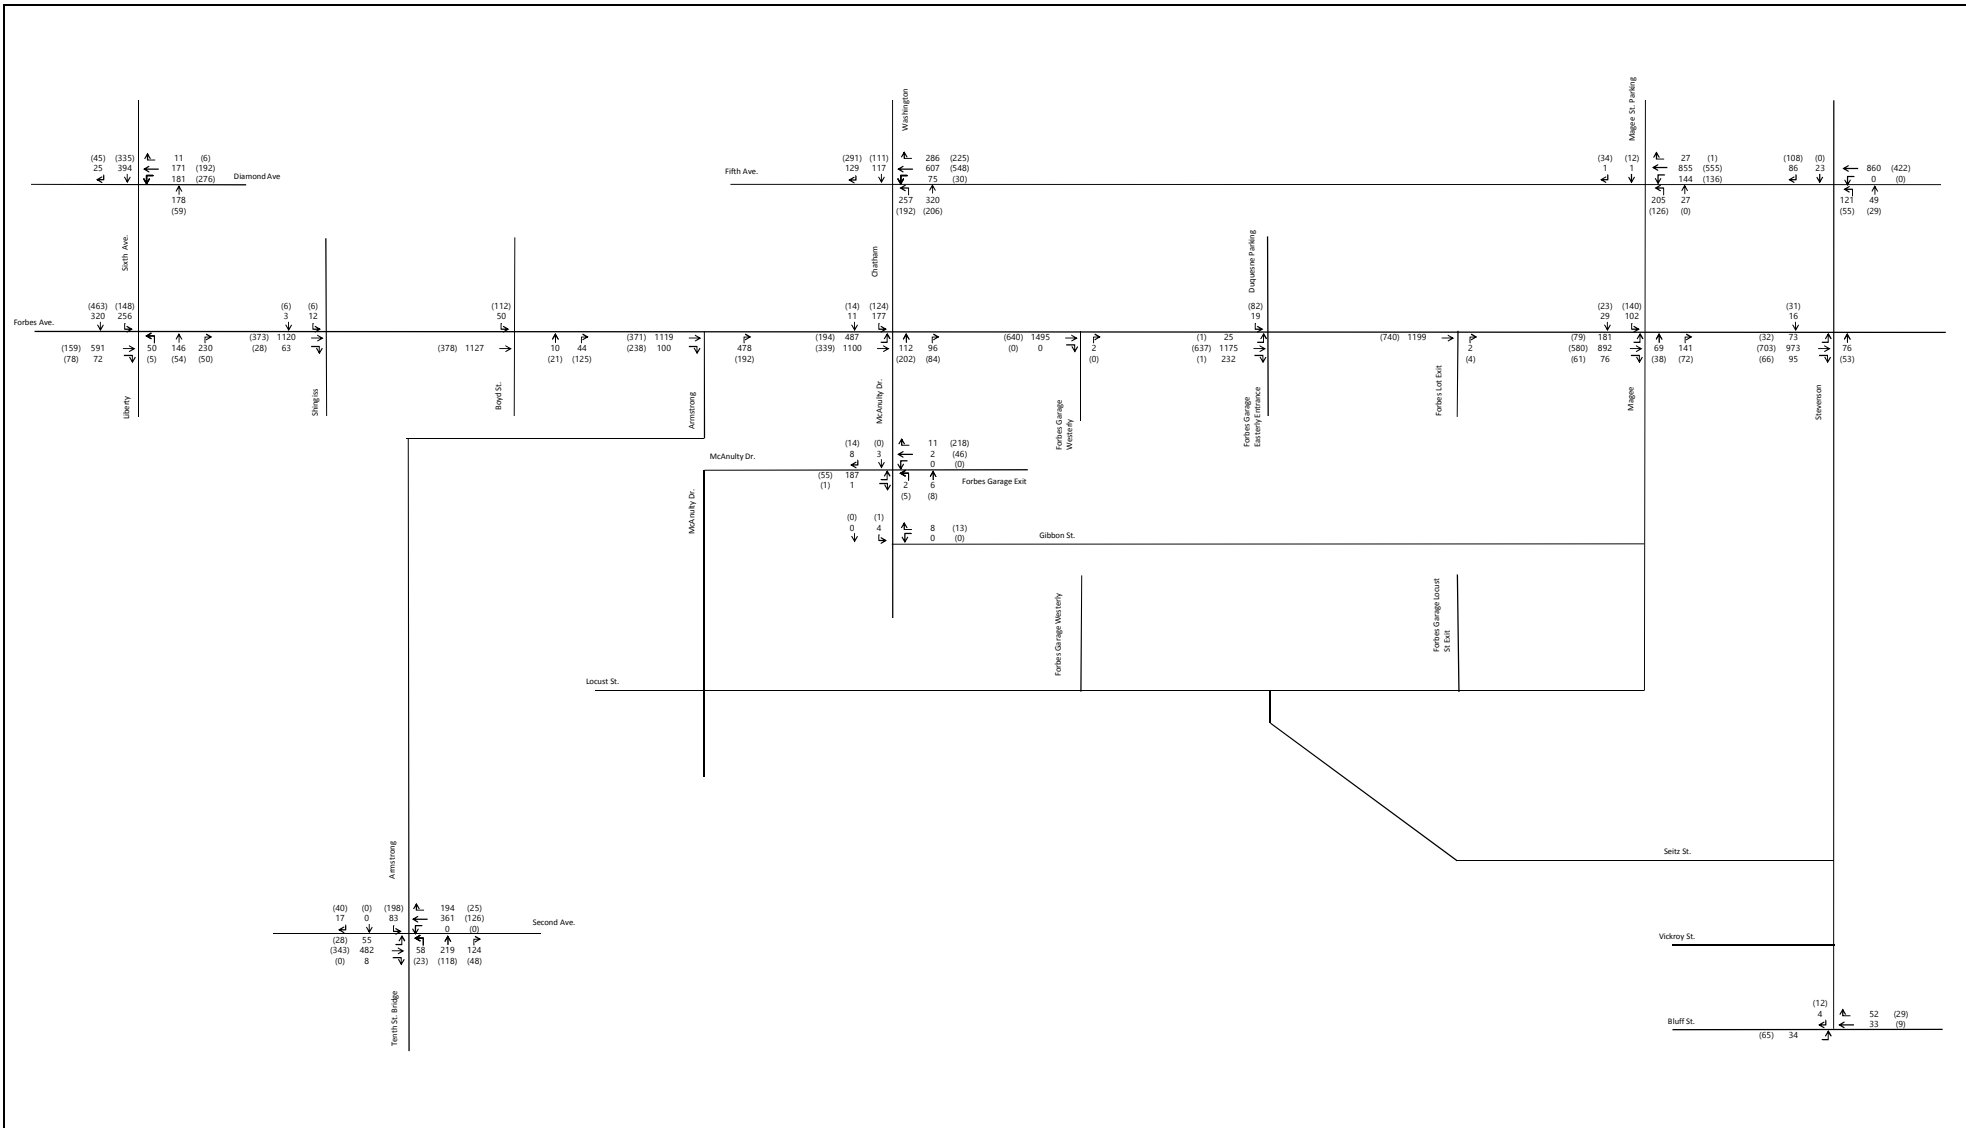 Washington
Magee St. Parking
(45) (335) 11 (6)
25 394 171 (192)
181 (276)
Diamond Ave
178
(59)
(291) (111) 286 (225)
129 117 607 (548)
75 (30)
Fifth Ave.
257 320
(192) (206)
(34) (12) 27 (1)
1 1 855 (555)
144 (136)
205 27
(126) (0)
(108) (0)
86 23 860 (422)
0 (0)
121 49
(55) (29)
Sixth Ave.
Chatham
Duquesne Parking
Forbes Ave.
(463) (148)
320 256
(159) 591 50 146 230
(78) 72 (5) (54) (50)
Liberty
(6) (6)
3 12
(373) 1120
(28) 63
Shingiss
(112)
50
(378) 1127 10 44
(21) (125)
Boyd St.
(371) 1119
(238) 100 478
(192)
Armstrong
(14) (124)
11 177
(194) 487
(339) 1100 112 96
(202) (84)
McAnulty Dr.
(640) 1495
(0) 0 2
(0)
Forbes Garage
Westerly
(82)
19
(1) 25
(637) 1175
(1) 232
Forbes Garage
Easterly Entrance
(740) 1199
2
(4)
Forbes Lot Exit
(23) (140)
29 102
(79) 181
(580) 892 69 141
(61) 76 (38) (72)
Magee
(31)
16
(32) 73
(703) 973 76
(66) 95 (53)
Stevenson
(14) (0) 11 (218)
8 3 2 (46)
0 (0)
McAnulty Dr.
(55) 187
(1) 1 2 6
(5) (8)
Forbes Garage Exit
McAnulty Dr.
(0) (1)
0 4 8 (13)
0 (0)
Gibbon St.
Forbes Garage Westerly
Forbes Garage Locust
St Exit
Locust St.
Seitz St.
Armstrong
(40) (0) (198) 194 (25)
17 0 83 361 (126)
0 (0)
Second Ave.
(28) 55
(343) 482 58 219 124
(0) 8 (23) (118) (48)
Tenth St. Bridge
Vickroy St.
(12)
4 52 (29)
33 (9)
Bluff St.
(65) 34